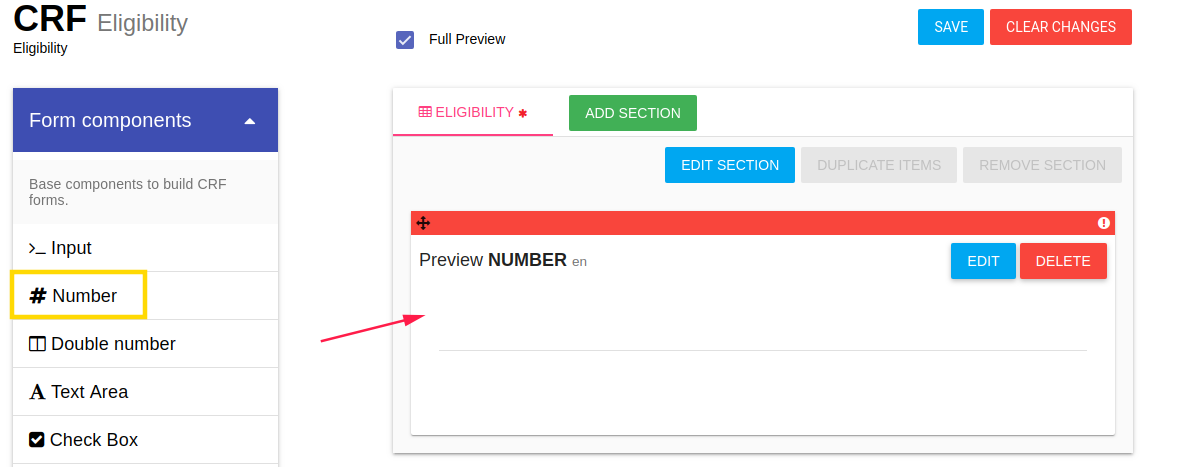 CRF Eligibility
Eligibility
Full Preview
SAVE
CLEAR CHANGES
Form components
Base components to build CRF
forms.
Input
Number
Double number
Text Area
Check Box
ELIGIBILITY *
ADD SECTION
EDIT SECTION
DUPLICATE ITEMS
REMOVE SECTION
Preview NUMBER en
EDIT
DELETE